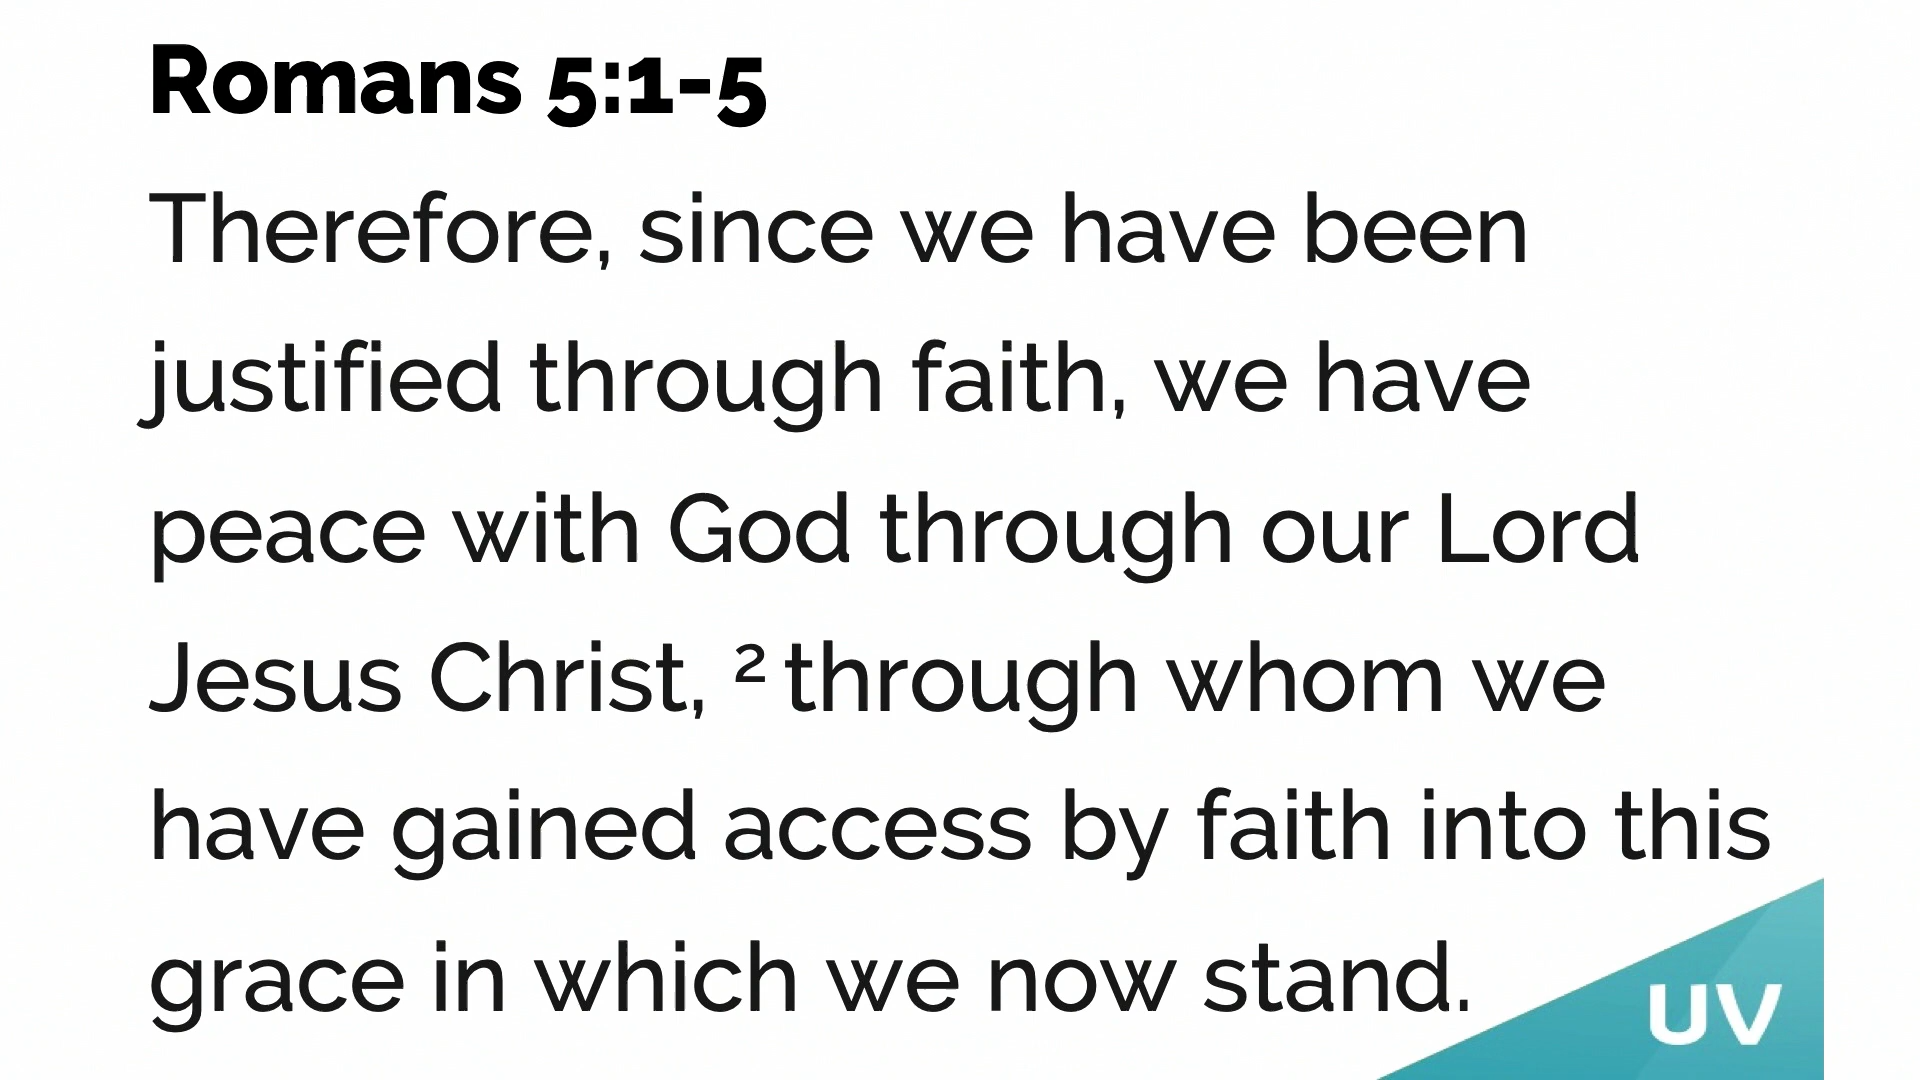 Romans 5:1-5
Therefore, since we have been
justified through faith, we have
peace with God through our Lord
Jesus Christ, ² through whom we
have gained access by faith into this
grace in which we now stand.
UV